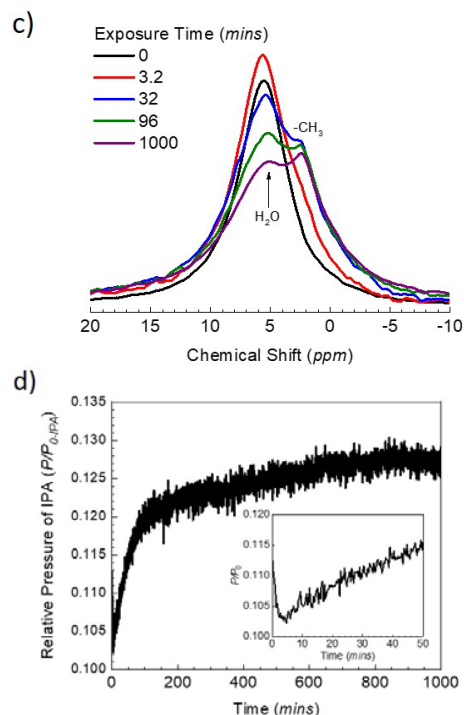 c)
Exposure Time (mins)
0
3.2
32
96
1000
-CH3
H2O
20 15 10 5 0 -5 -10
Chemical Shift (ppm)
d)
Relative Pressure of IPA (P/P0-IPA)
0.135
0.130
0.125
0.120
0.115
0.110
0.105
0.100
0 200 400 600 800 1000
Time (mins)
P/P0
0.120
0.115
0.110
0.105
0.100
0 10 20 30 40 50
Time (mins)